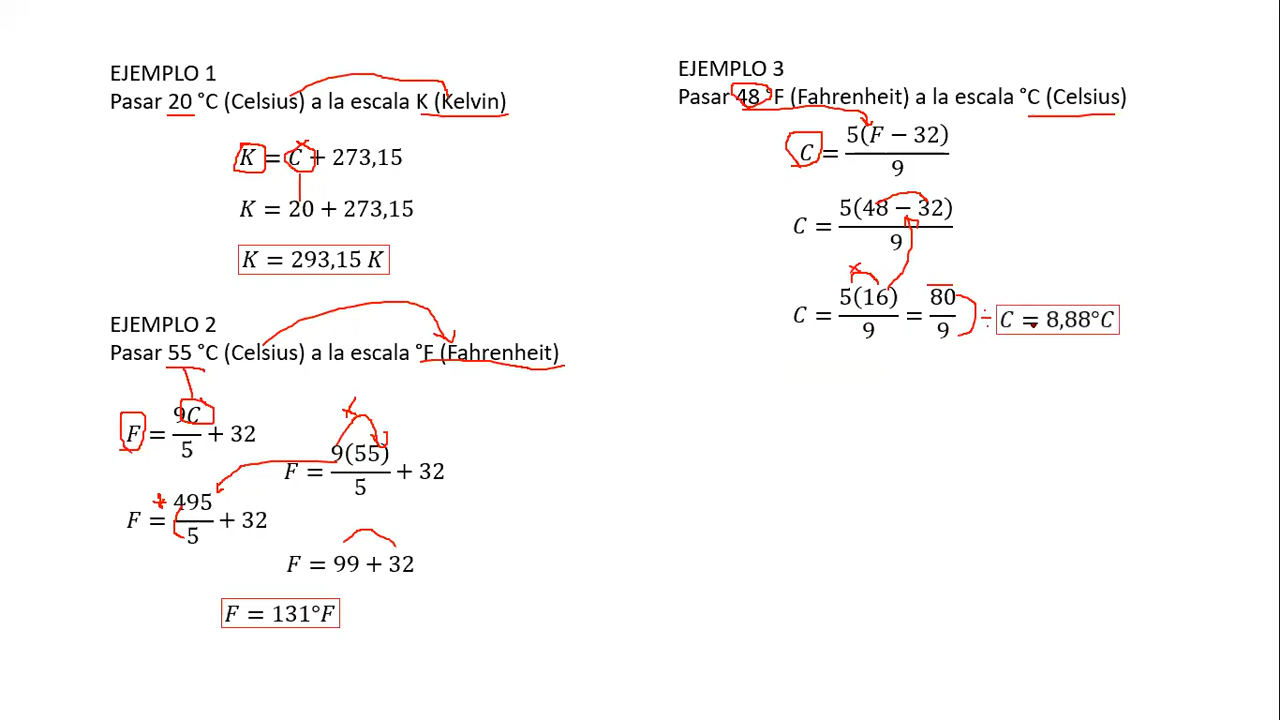 EJEMPLO 1
Pasar 20 °C (Celsius) a la escala K (Kelvin)
K = C + 273,15
K = 20 + 273,15
K = 293,15 K
EJEMPLO 2
Pasar 55 °C (Celsius) a la escala °F (Fahrenheit)
F = 9C/5 + 32
F = 9(55)/5 + 32
F = 495/5 + 32
F = 99 + 32
F = 131°F
EJEMPLO 3
Pasar 48 °F (Fahrenheit) a la escala °C (Celsius)
C = 5(F − 32)/9
C = 5(48 − 32)/9
C = 5(16)/9 = 80/9 ÷ C = 8,88°C